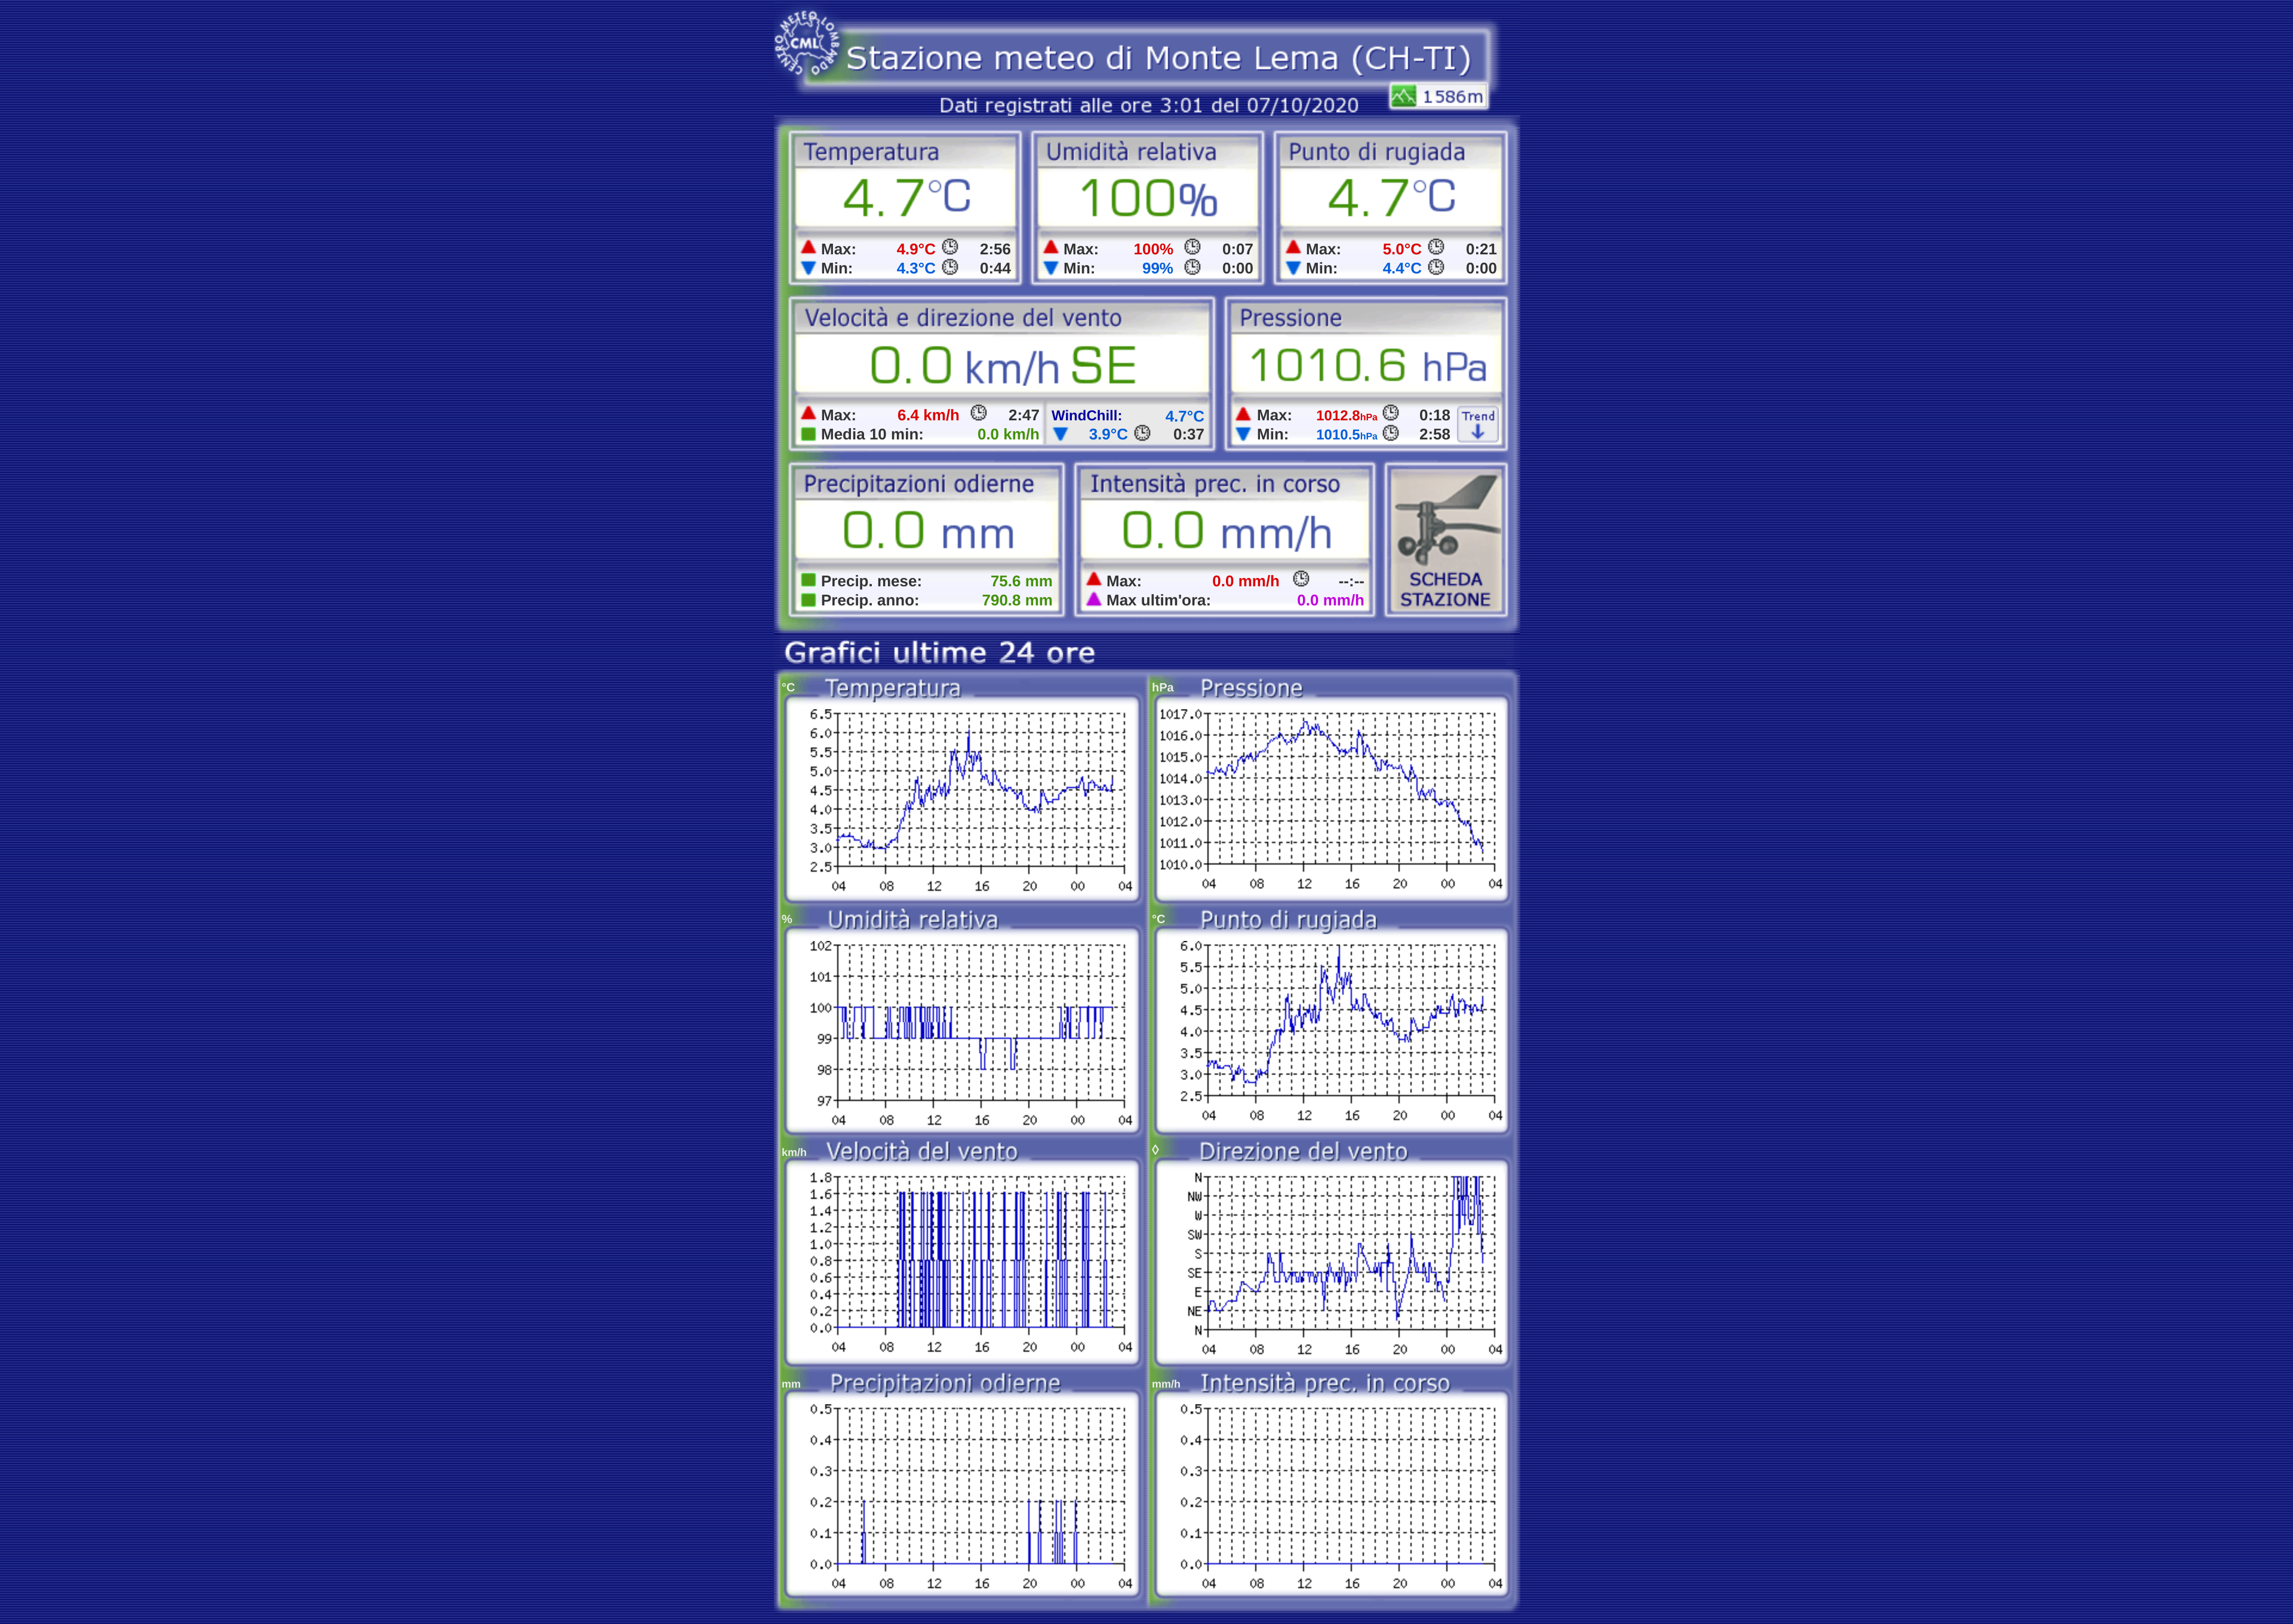 CENTRO METEO LOMBARDO
CML
Stazione meteo di Monte Lema (CH-TI)
1586m
Dati registrati alle ore 3:01 del 07/10/2020
Temperatura
4.7°C
Max: 4.9°C 2:56
Min: 4.3°C 0:44
Umidità relativa
100%
Max: 100% 0:07
Min: 99% 0:00
Punto di rugiada
4.7°C
Max: 5.0°C 0:21
Min: 4.4°C 0:00
Velocità e direzione del vento
0.0 km/h SE
Max: 6.4 km/h 2:47
Media 10 min: 0.0 km/h
WindChill: 4.7°C
3.9°C 0:37
Pressione
1010.6 hPa
Max: 1012.8hPa 0:18
Min: 1010.5hPa 2:58
Trend
Precipitazioni odierne
0.0 mm
Precip. mese: 75.6 mm
Precip. anno: 790.8 mm
Intensità prec. in corso
0.0 mm/h
Max: 0.0 mm/h --:--
Max ultim'ora: 0.0 mm/h
SCHEDA
STAZIONE
Grafici ultime 24 ore
°C Temperatura
6.5
6.0
5.5
5.0
4.5
4.0
3.5
3.0
2.5
04 08 12 16 20 00 04
hPa Pressione
1017.0
1016.0
1015.0
1014.0
1013.0
1012.0
1011.0
1010.0
04 08 12 16 20 00 04
% Umidità relativa
102
101
100
99
98
97
04 08 12 16 20 00 04
°C Punto di rugiada
6.0
5.5
5.0
4.5
4.0
3.5
3.0
2.5
04 08 12 16 20 00 04
km/h Velocità del vento
1.8
1.6
1.4
1.2
1.0
0.8
0.6
0.4
0.2
0.0
04 08 12 16 20 00 04
◊ Direzione del vento
N
NW
W
SW
S
SE
E
NE
N
04 08 12 16 20 00 04
mm Precipitazioni odierne
0.5
0.4
0.3
0.2
0.1
0.0
04 08 12 16 20 00 04
mm/h Intensità prec. in corso
0.5
0.4
0.3
0.2
0.1
0.0
04 08 12 16 20 00 04